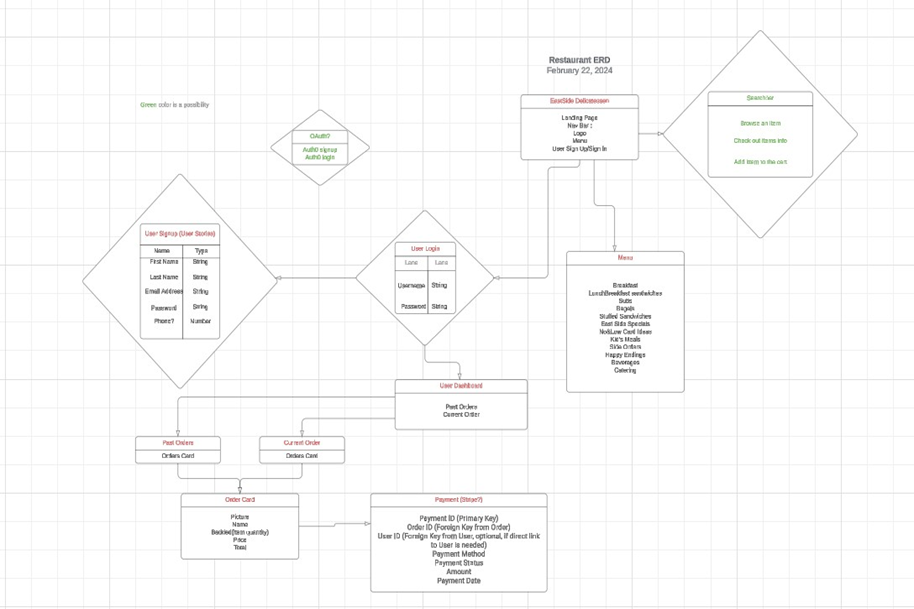 Restaurant ERD
February 22, 2024
Green color is a possibility
EastSide Delicatessen
Landing Page
Nav Bar :
Logo
Menu
User Sign Up/Sign In
Search bar
Browse an item
Check out items info
Add item to the cart
OAuth?
Auth0 signup
Auth0 login
User Signup (User Stories)
Name Type
First Name String
Last Name String
Email Address String
Password String
Phone? Number
User Login
Lane Lane
Username String
Password String
Menu
Breakfast
Lunch/Breakfast sandwiches
Subs
Bagels
Stuffed Sandwiches
East Side Specials
No&Low Carb Ideas
Kid's Meals
Side Orders
Happy Endings
Beverages
Catering
User Dashboard
Past Orders
Current Order
Past Orders
Orders Card
Current Order
Orders Card
Order Card
Picture
Name
(Item quantity)
Price
Total
Payment (Stripe?)
Payment ID (Primary Key)
Order ID (Foreign Key from Order)
User ID (Foreign Key from User, optional, if direct link
to User is needed)
Payment Method
Payment Status
Amount
Payment Date